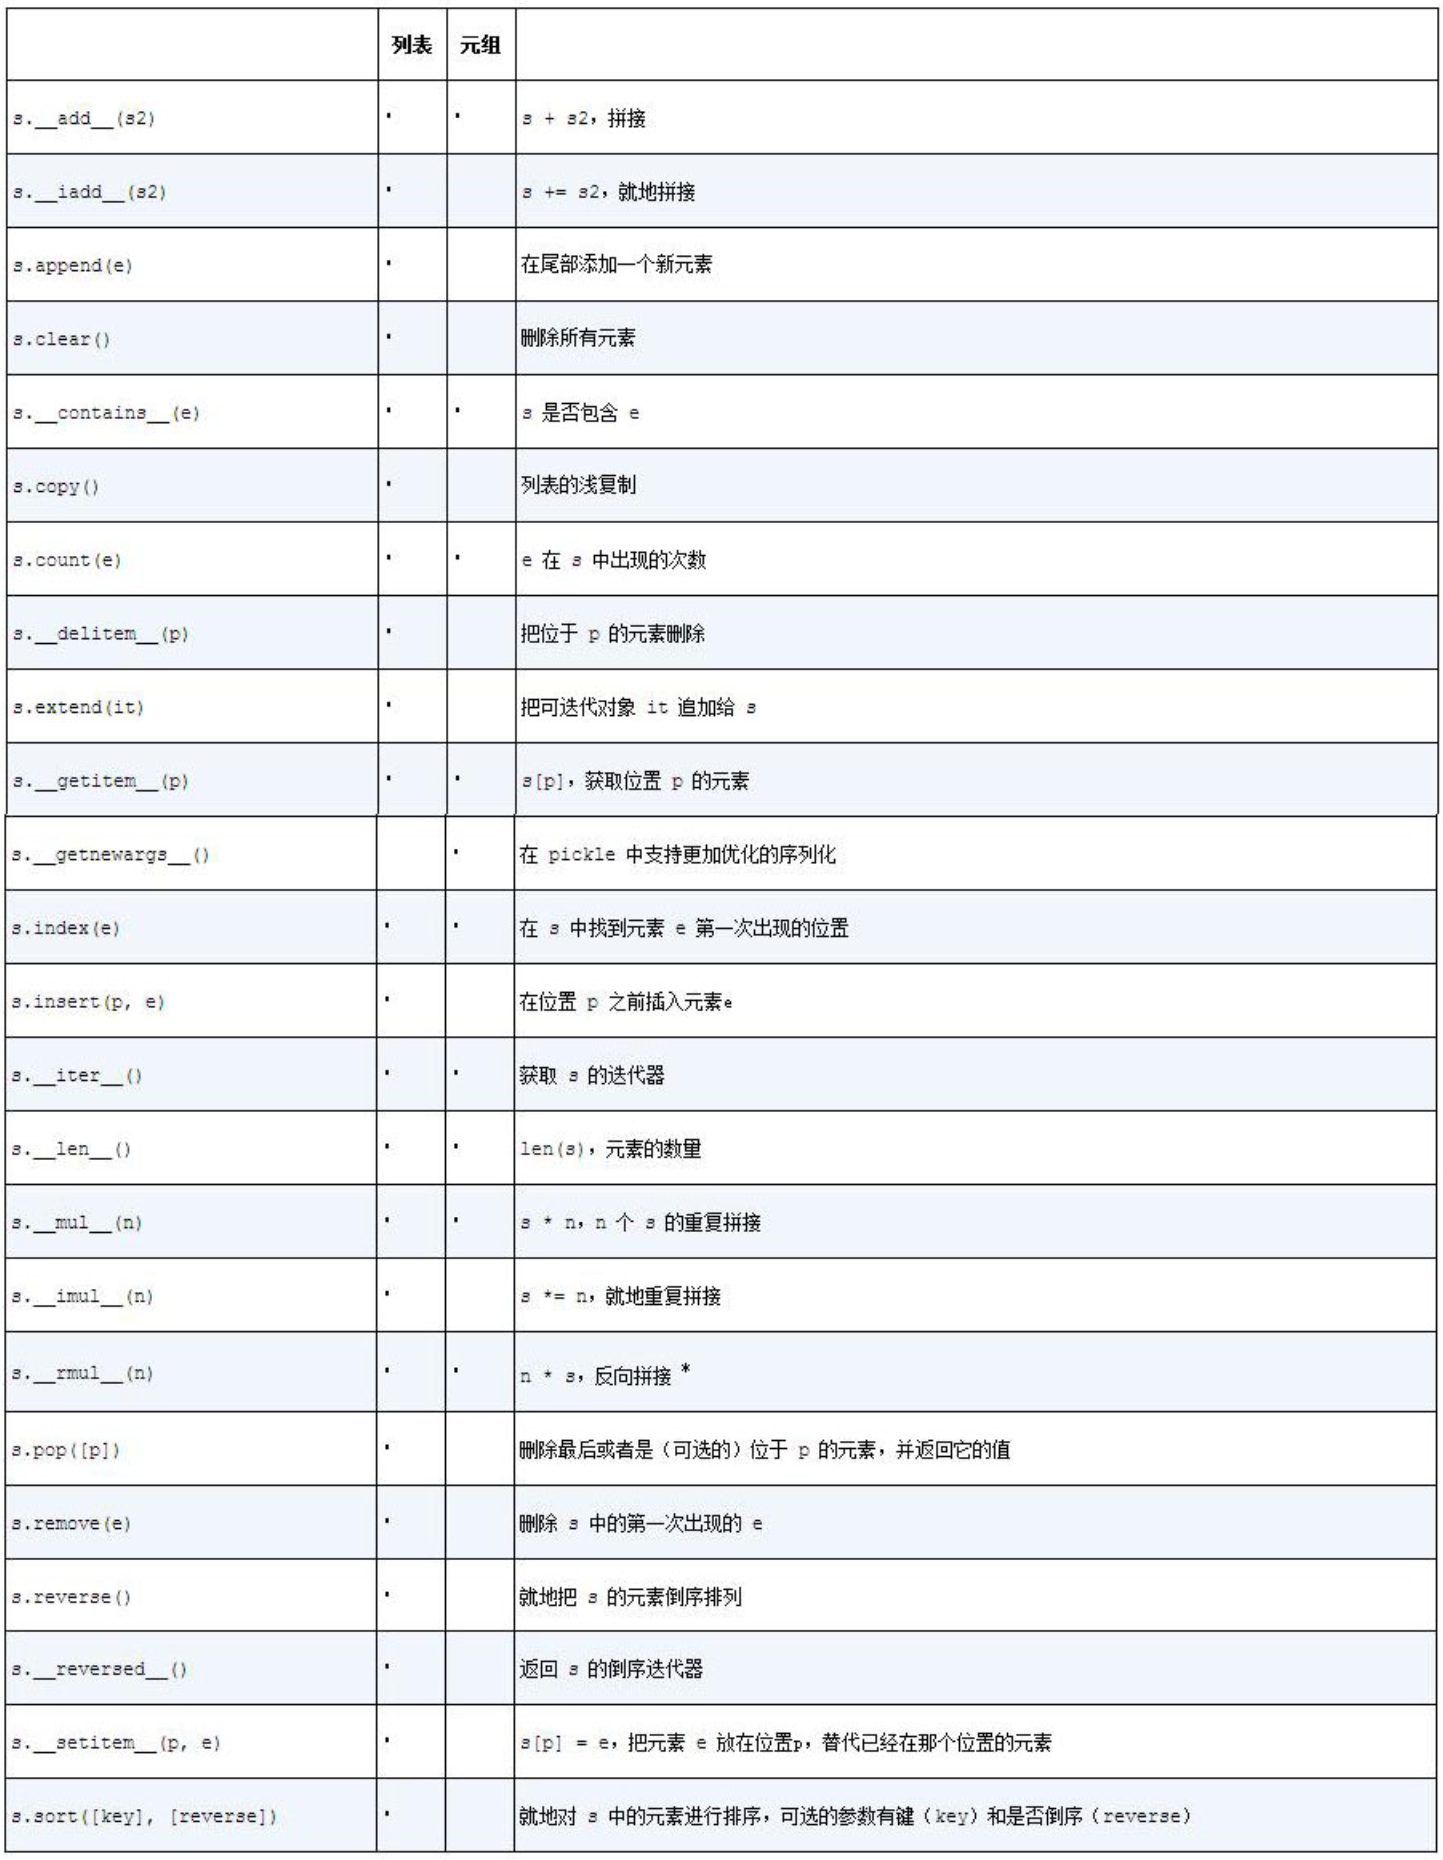 列表 元组
s.__add__(s2) · · s + s2，拼接
s.__iadd__(s2) · s += s2，就地拼接
s.append(e) · 在尾部添加一个新元素
s.clear() · 删除所有元素
s.__contains__(e) · · s 是否包含 e
s.copy() · 列表的浅复制
s.count(e) · · e 在 s 中出现的次数
s.__delitem__(p) · 把位于 p 的元素删除
s.extend(it) · 把可迭代对象 it 追加给 s
s.__getitem__(p) · · s[p]，获取位置 p 的元素
s.__getnewargs__() · 在 pickle 中支持更加优化的序列化
s.index(e) · · 在 s 中找到元素 e 第一次出现的位置
s.insert(p, e) · 在位置 p 之前插入元素e
s.__iter__() · · 获取 s 的迭代器
s.__len__() · · len(s)，元素的数量
s.__mul__(n) · · s * n，n 个 s 的重复拼接
s.__imul__(n) · s *= n，就地重复拼接
s.__rmul__(n) · · n * s，反向拼接 *
s.pop([p]) · 删除最后或者是（可选的）位于 p 的元素，并返回它的值
s.remove(e) · 删除 s 中的第一次出现的 e
s.reverse() · 就地把 s 的元素倒序排列
s.__reversed__() · 返回 s 的倒序迭代器
s.__setitem__(p, e) · s[p] = e，把元素 e 放在位置p，替代已经在那个位置的元素
s.sort([key], [reverse]) · 就地对 s 中的元素进行排序，可选的参数有键（key）和是否倒序（reverse）